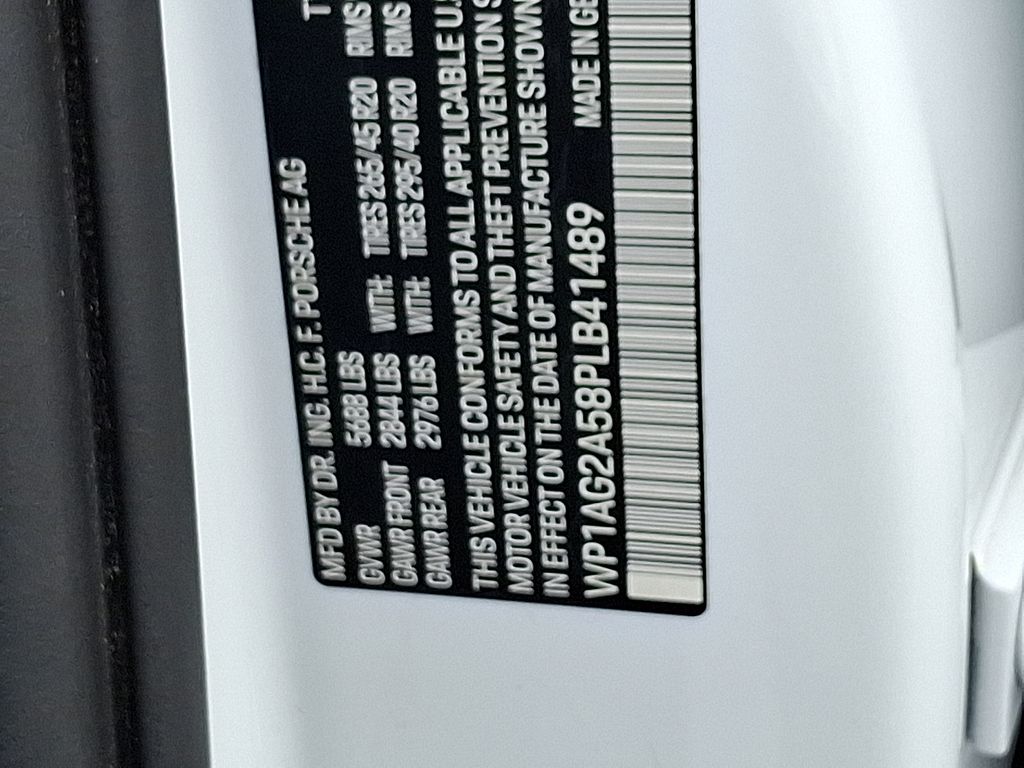 MFD BY DR. ING. H.C. F. PORSCHE AG
GVWR 5688 LBS
GAWR FRONT 2844 LBS WITH: TIRES 265/45 R20 RIMS
GAWR REAR 2976 LBS WITH: TIRES 295/40 R20 RIMS
THIS VEHICLE CONFORMS TO ALL APPLICABLE U.S
MOTOR VEHICLE SAFETY AND THEFT PREVENTION S
IN EFFECT ON THE DATE OF MANUFACTURE SHOWN
WP1AG2A58PLB41489 MADE IN GE